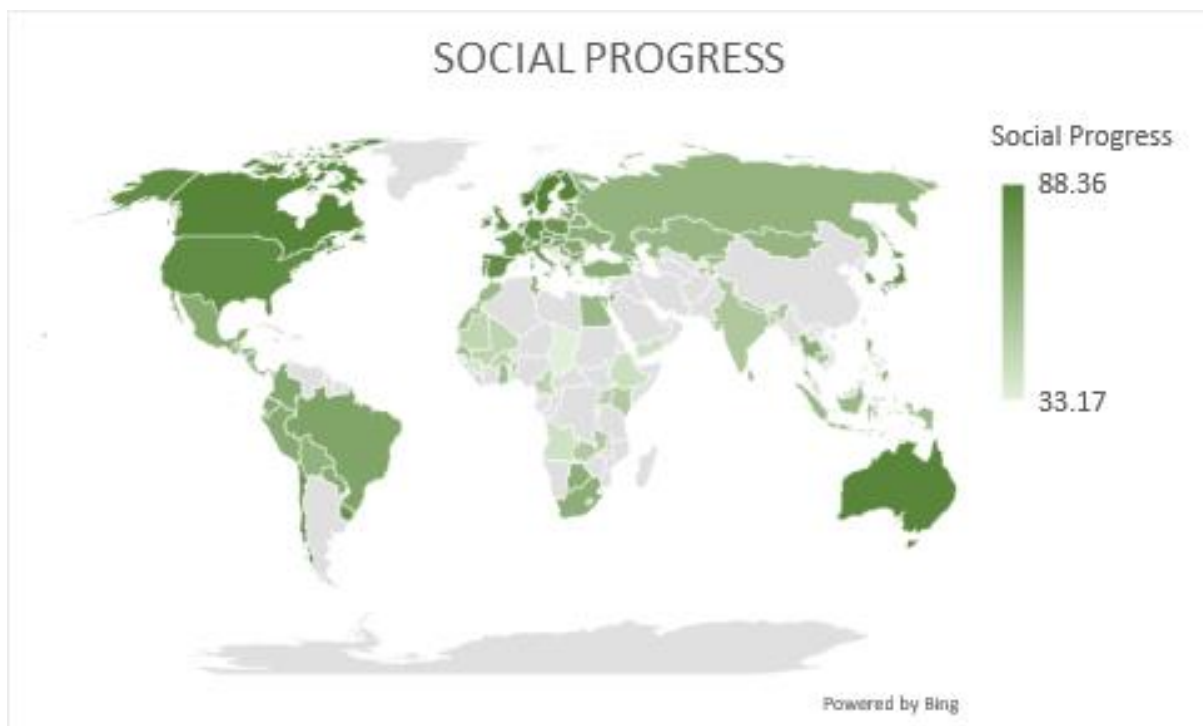 SOCIAL PROGRESS
Social Progress
88.36
33.17
Powered by Bing